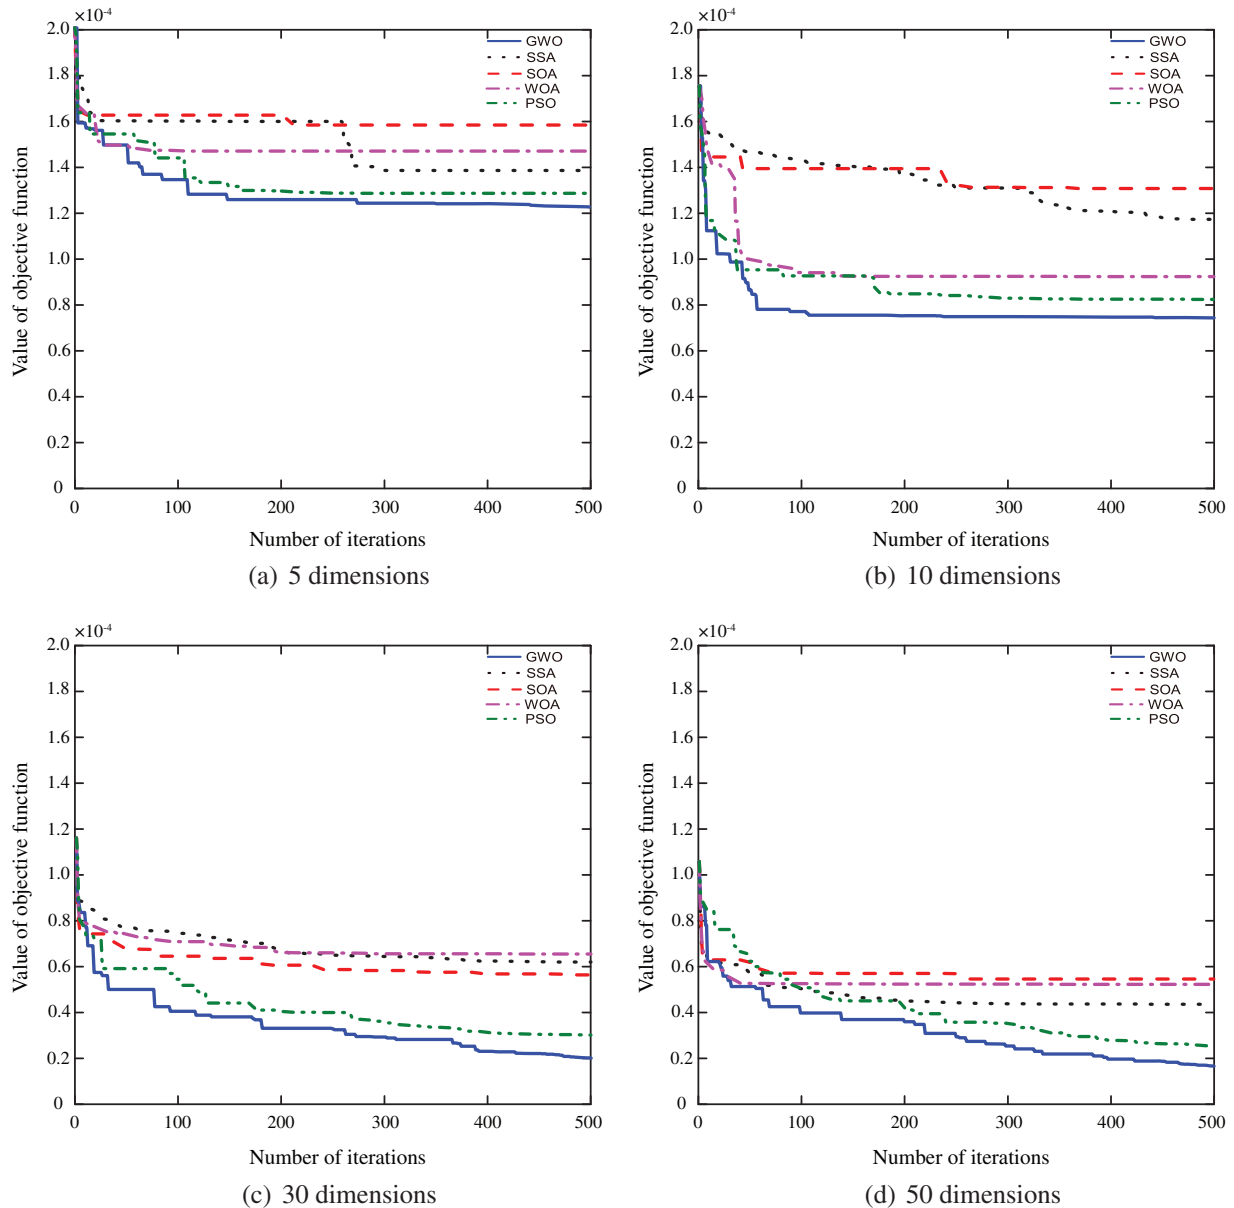 ×10-4
2.0
1.8
1.6
1.4
1.2
1.0
0.8
0.6
0.4
0.2
0
Value of objective function
GWO
SSA
SOA
WOA
PSO
0 100 200 300 400 500
Number of iterations
(a) 5 dimensions
×10-4
2.0
1.8
1.6
1.4
1.2
1.0
0.8
0.6
0.4
0.2
0
Value of objective function
GWO
SSA
SOA
WOA
PSO
0 100 200 300 400 500
Number of iterations
(b) 10 dimensions
×10-4
2.0
1.8
1.6
1.4
1.2
1.0
0.8
0.6
0.4
0.2
0
Value of objective function
GWO
SSA
SOA
WOA
PSO
0 100 200 300 400 500
Number of iterations
(c) 30 dimensions
×10-4
2.0
1.8
1.6
1.4
1.2
1.0
0.8
0.6
0.4
0.2
0
Value of objective function
GWO
SSA
SOA
WOA
PSO
0 100 200 300 400 500
Number of iterations
(d) 50 dimensions